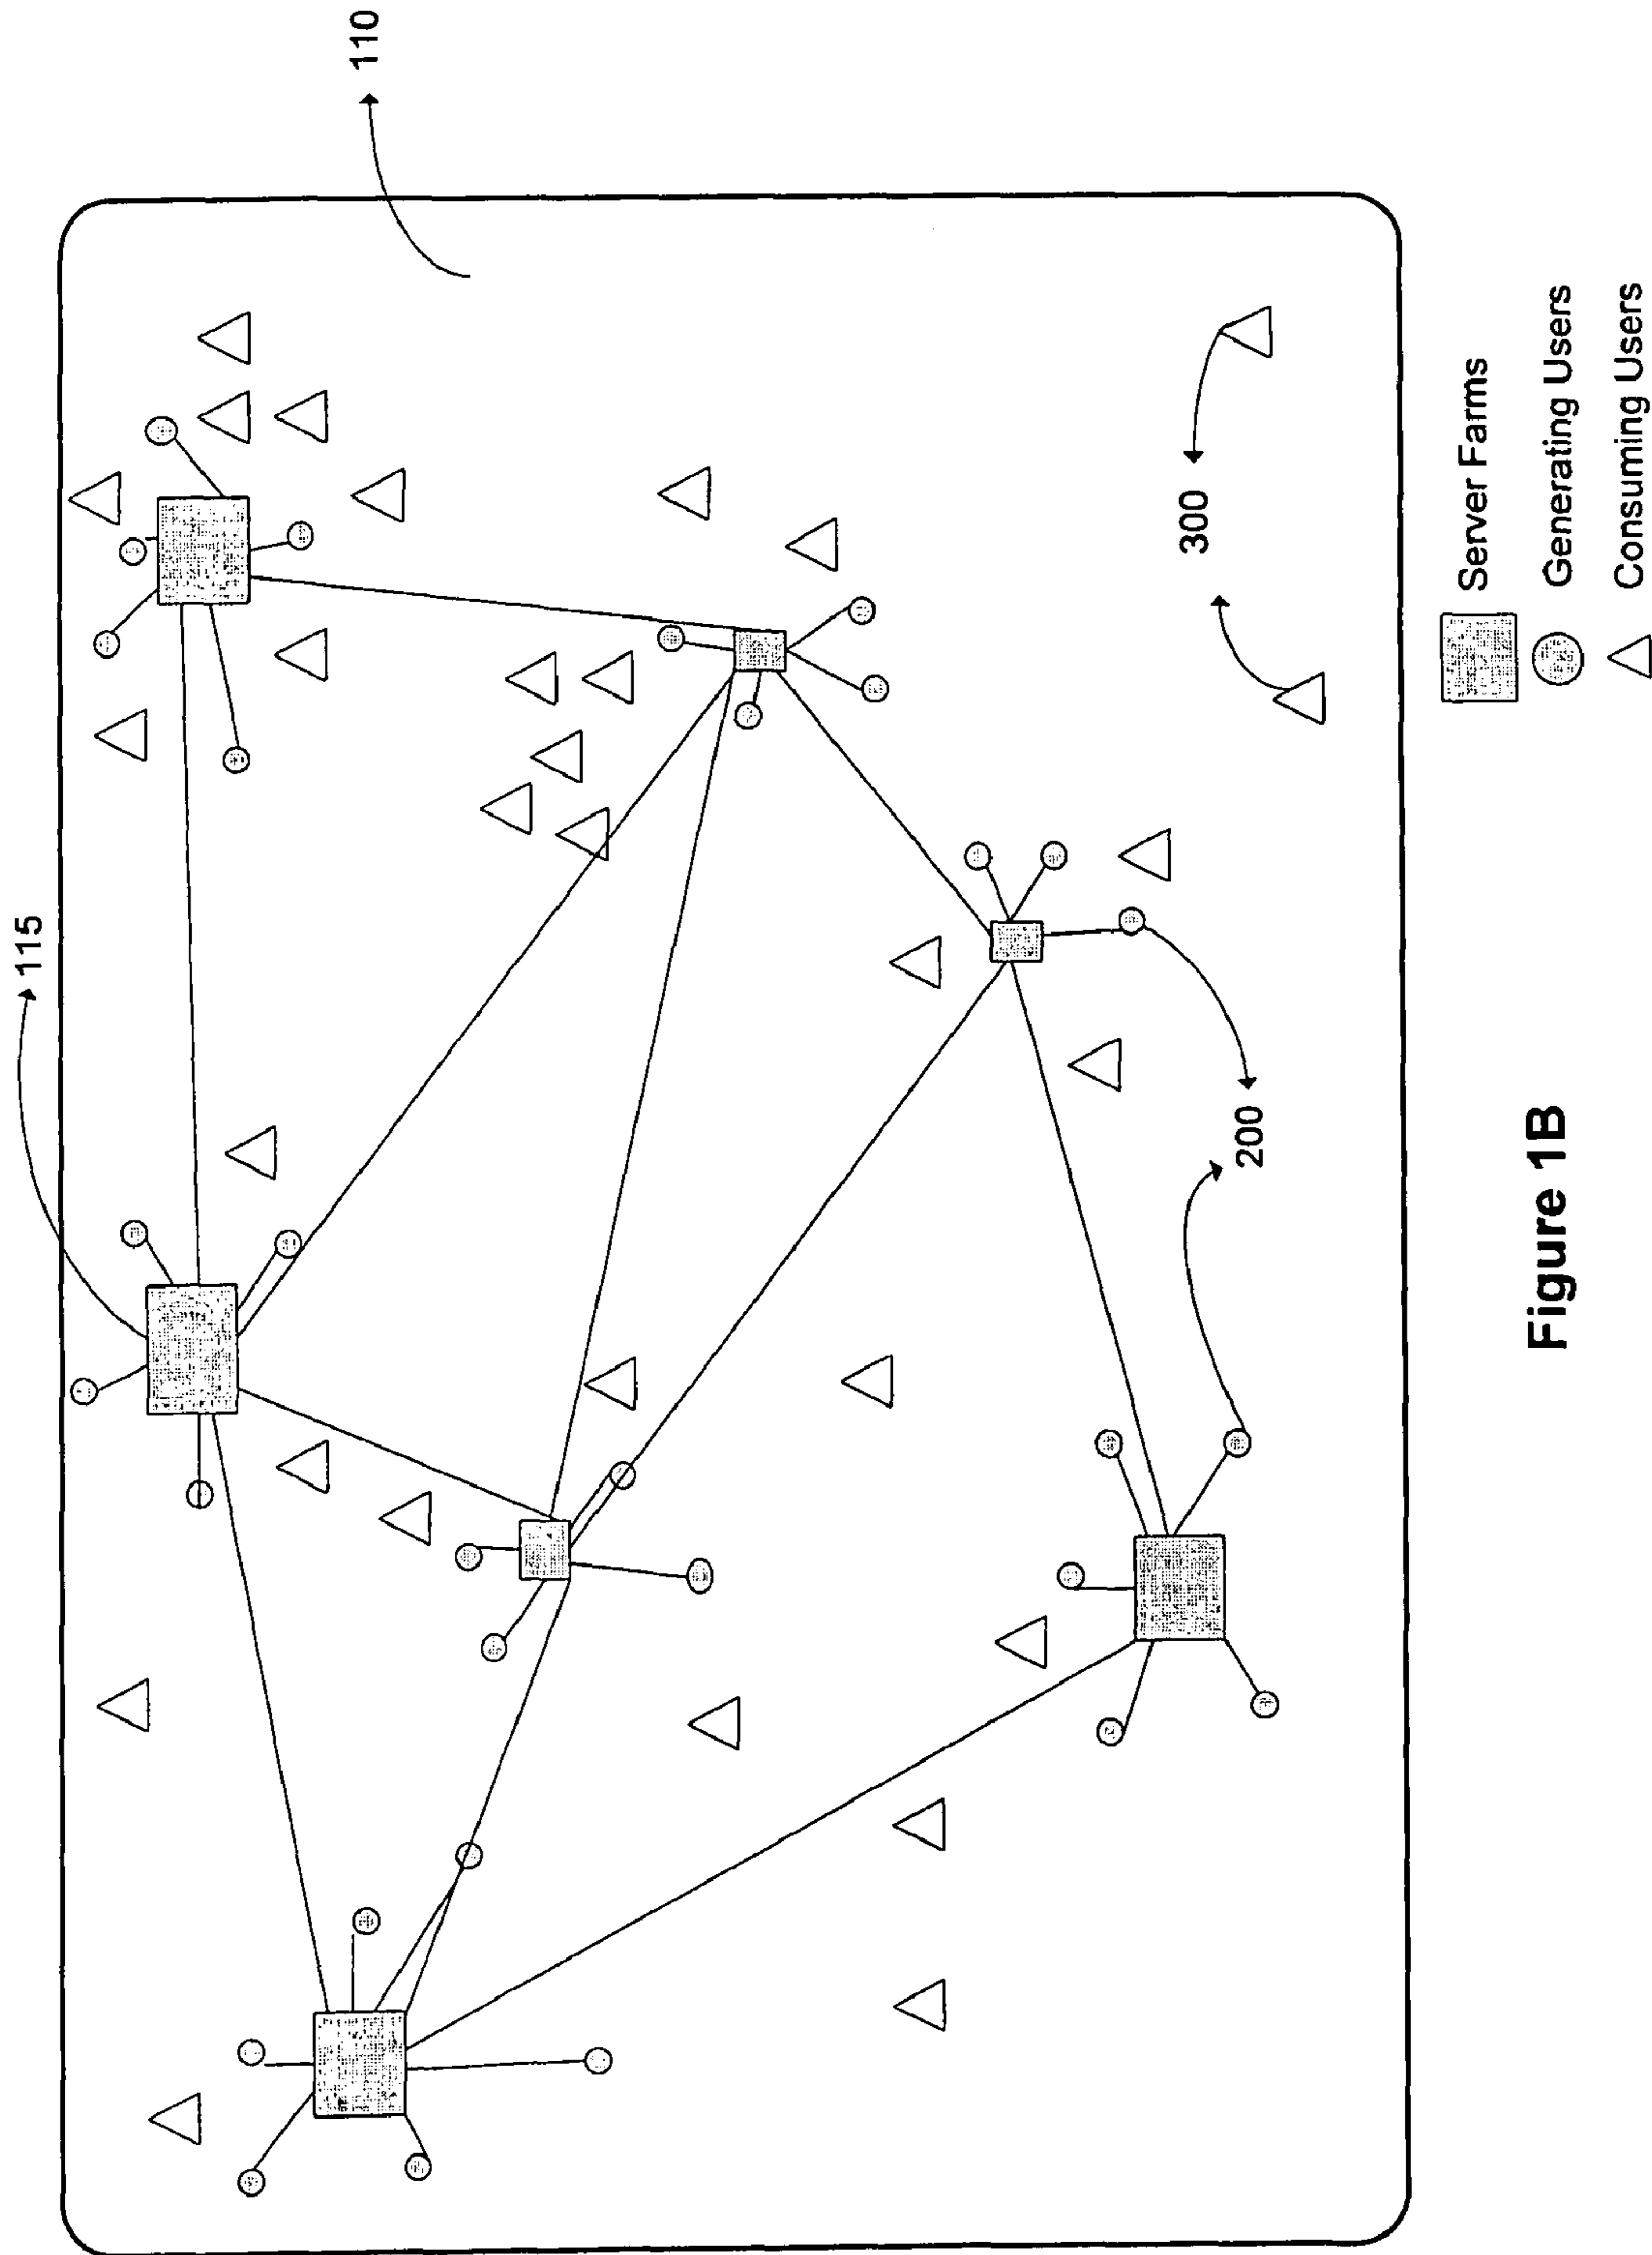 115
110
300
200
Server Farms
Generating Users
Consuming Users
Figure 1B